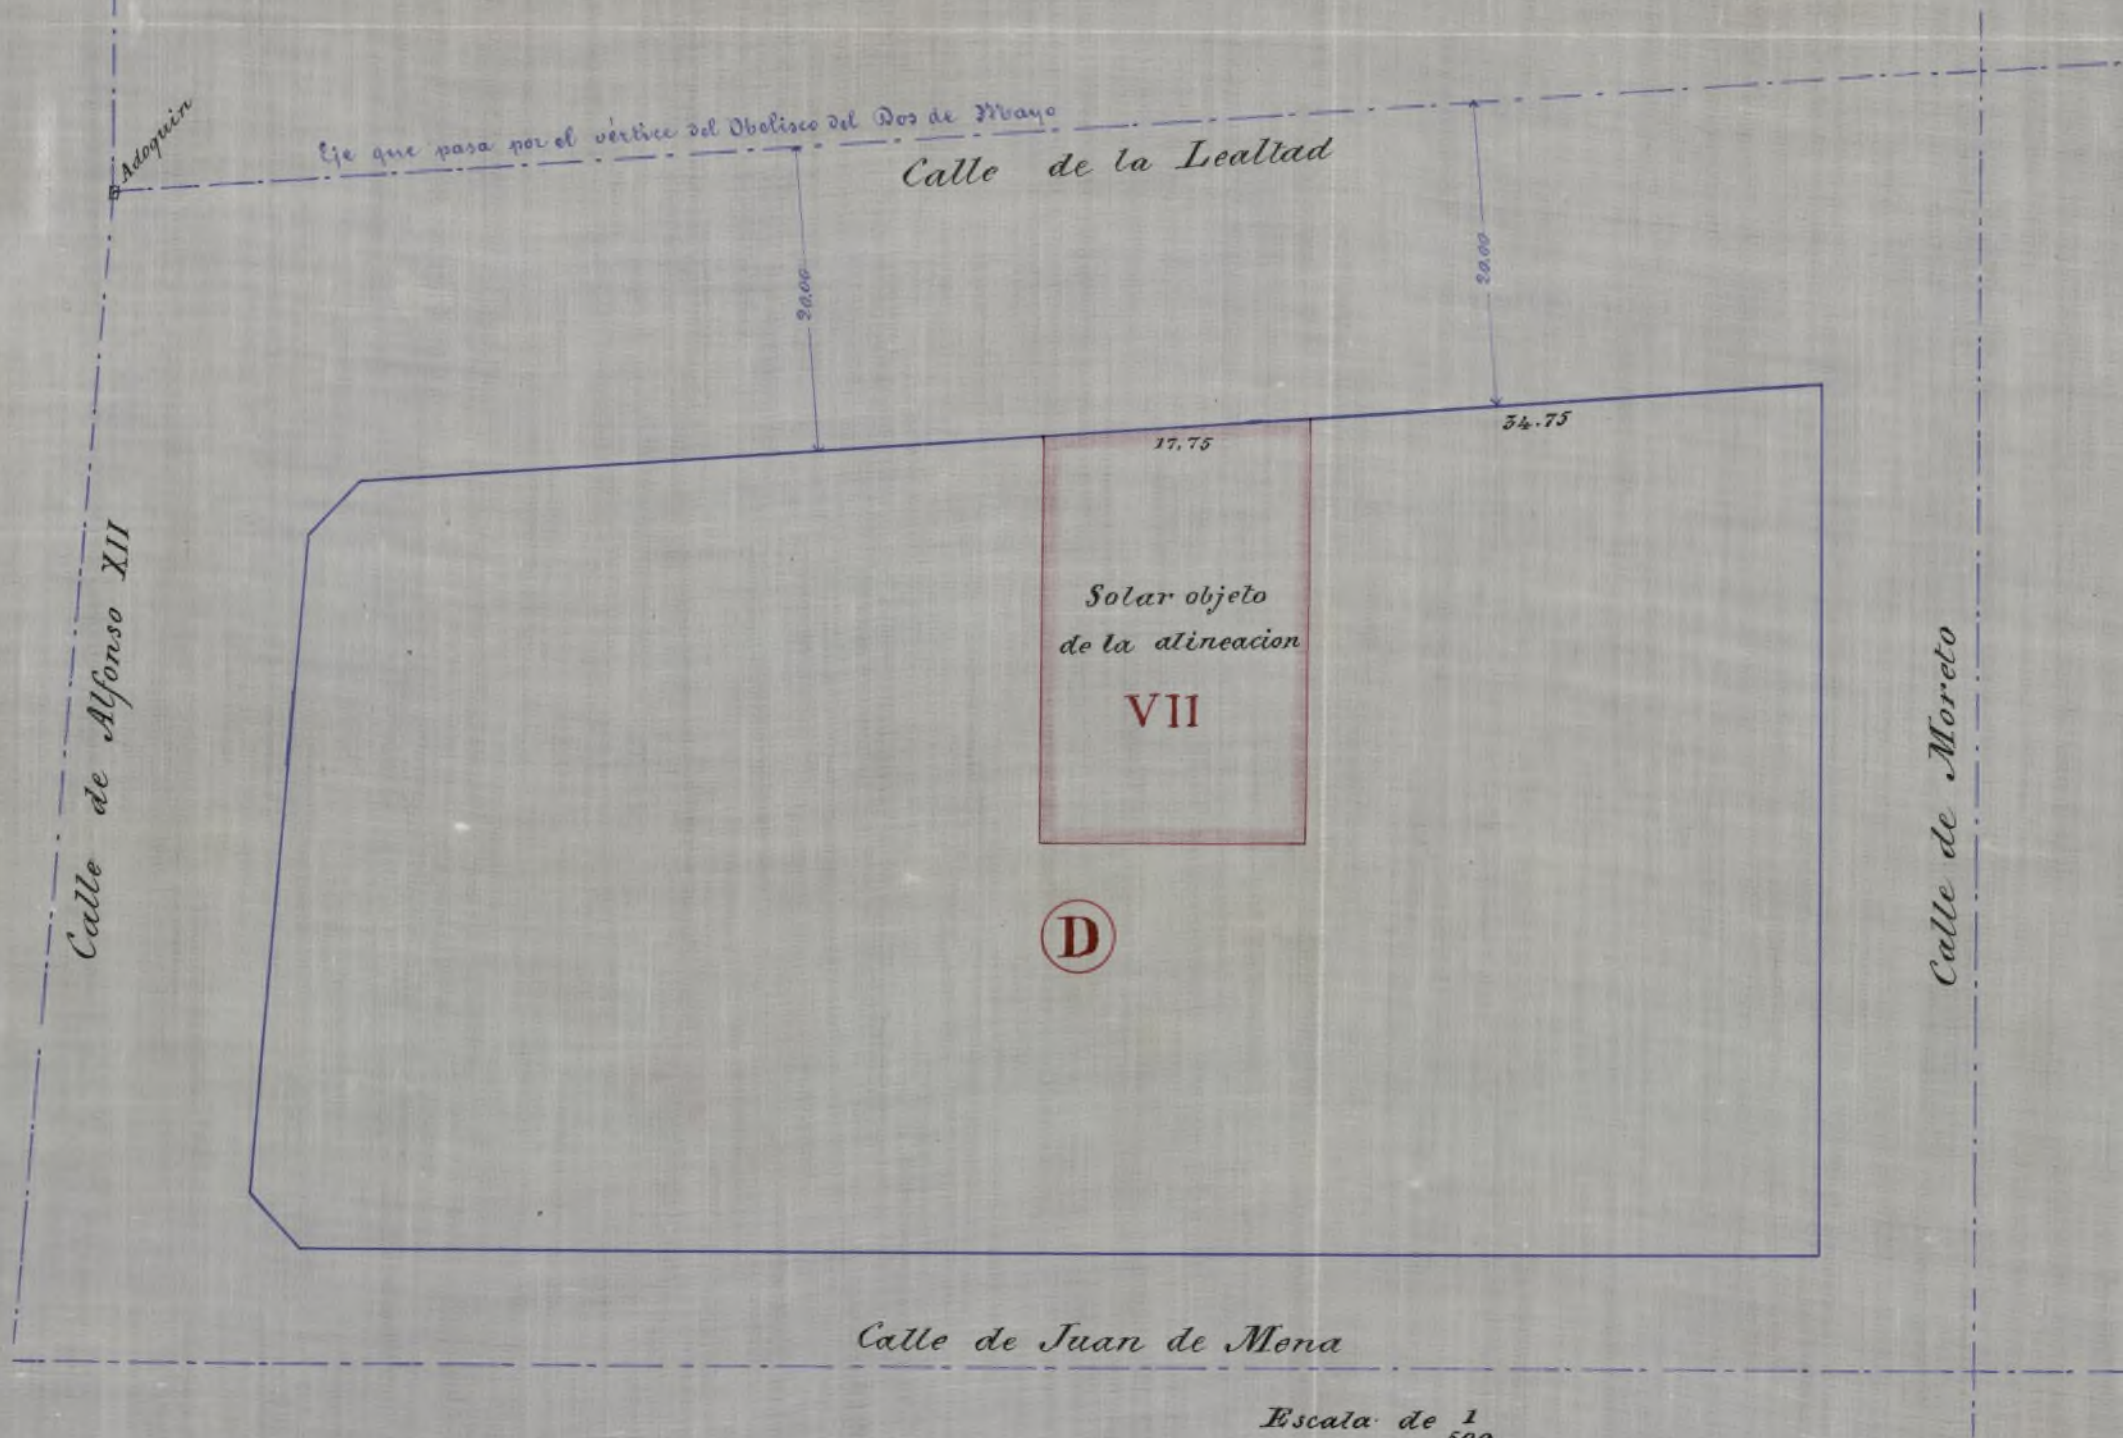 Adoquin
Eje que pasa por el vértice del Obelisco del Dos de Mayo
Calle de la Lealtad
20.00
20.00
17,75
34.75
Solar objeto
de la alineacion
VII
D
Calle de Alfonso XII
Calle de Moreto
Calle de Juan de Mena
Escala de 1